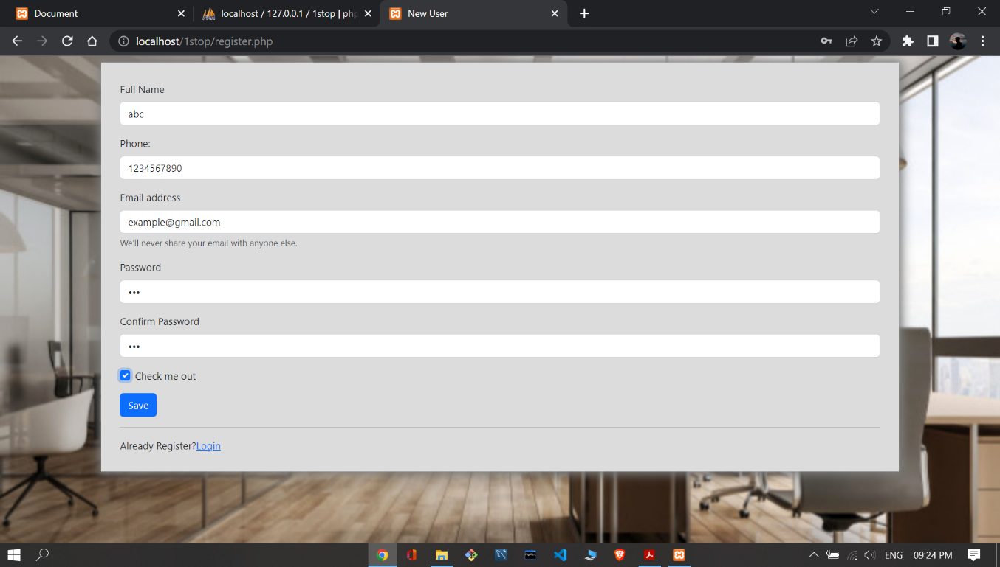 Document
localhost / 127.0.0.1 / 1stop | php
New User
localhost/1stop/register.php
Full Name
abc
Phone:
1234567890
Email address
example@gmail.com
We'll never share your email with anyone else.
Password
•••
Confirm Password
•••
Check me out
Save
Already Register?Login
ENG
09:24 PM